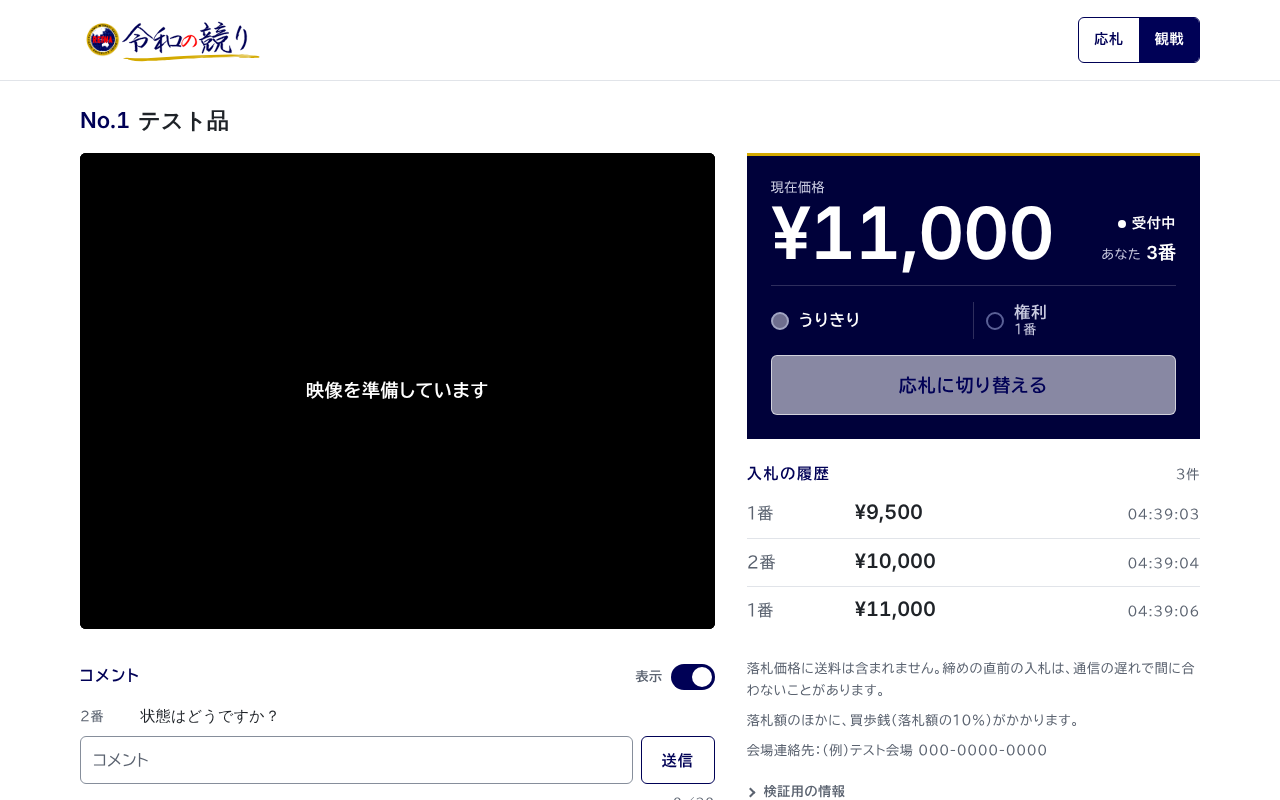 令和の競り
応札
観戦
No.1 テスト品
映像を準備しています
現在価格
¥11,000
受付中
あなた 3番
うりきり
権利
1番
応札に切り替える
入札の履歴
3件
1番 ¥9,500 04:39:03
2番 ¥10,000 04:39:04
1番 ¥11,000 04:39:06
落札価格に送料は含まれません。締めの直前の入札は、通信の遅れで間に合
わないことがあります。
落札額のほかに、買歩銭(落札額の10%)がかかります。
会場連絡先:(例)テスト会場 000-0000-0000
検証用の情報
コメント
表示
2番 状態はどうですか？
コメント
送信